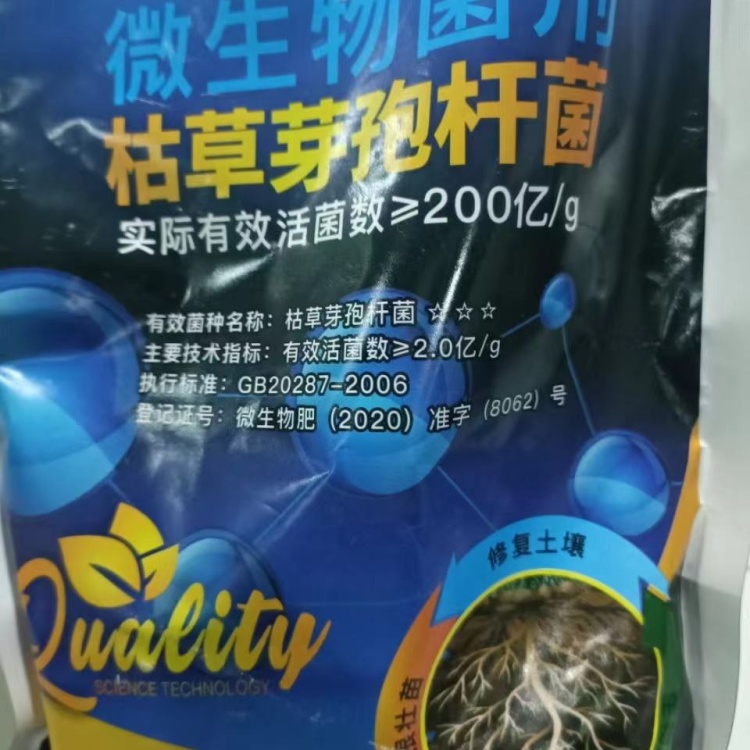 微生物菌剂
枯草芽孢杆菌
实际有效活菌数≥200亿/g
有效菌种名称：枯草芽孢杆菌 ☆☆☆
主要技术指标：有效活菌数≥2.0亿/g
执行标准：GB20287-2006
登记证号：微生物肥（2020）准字（8062）号
修复土壤
根壮苗
Quality
SCIENCE TECHNOLOGY